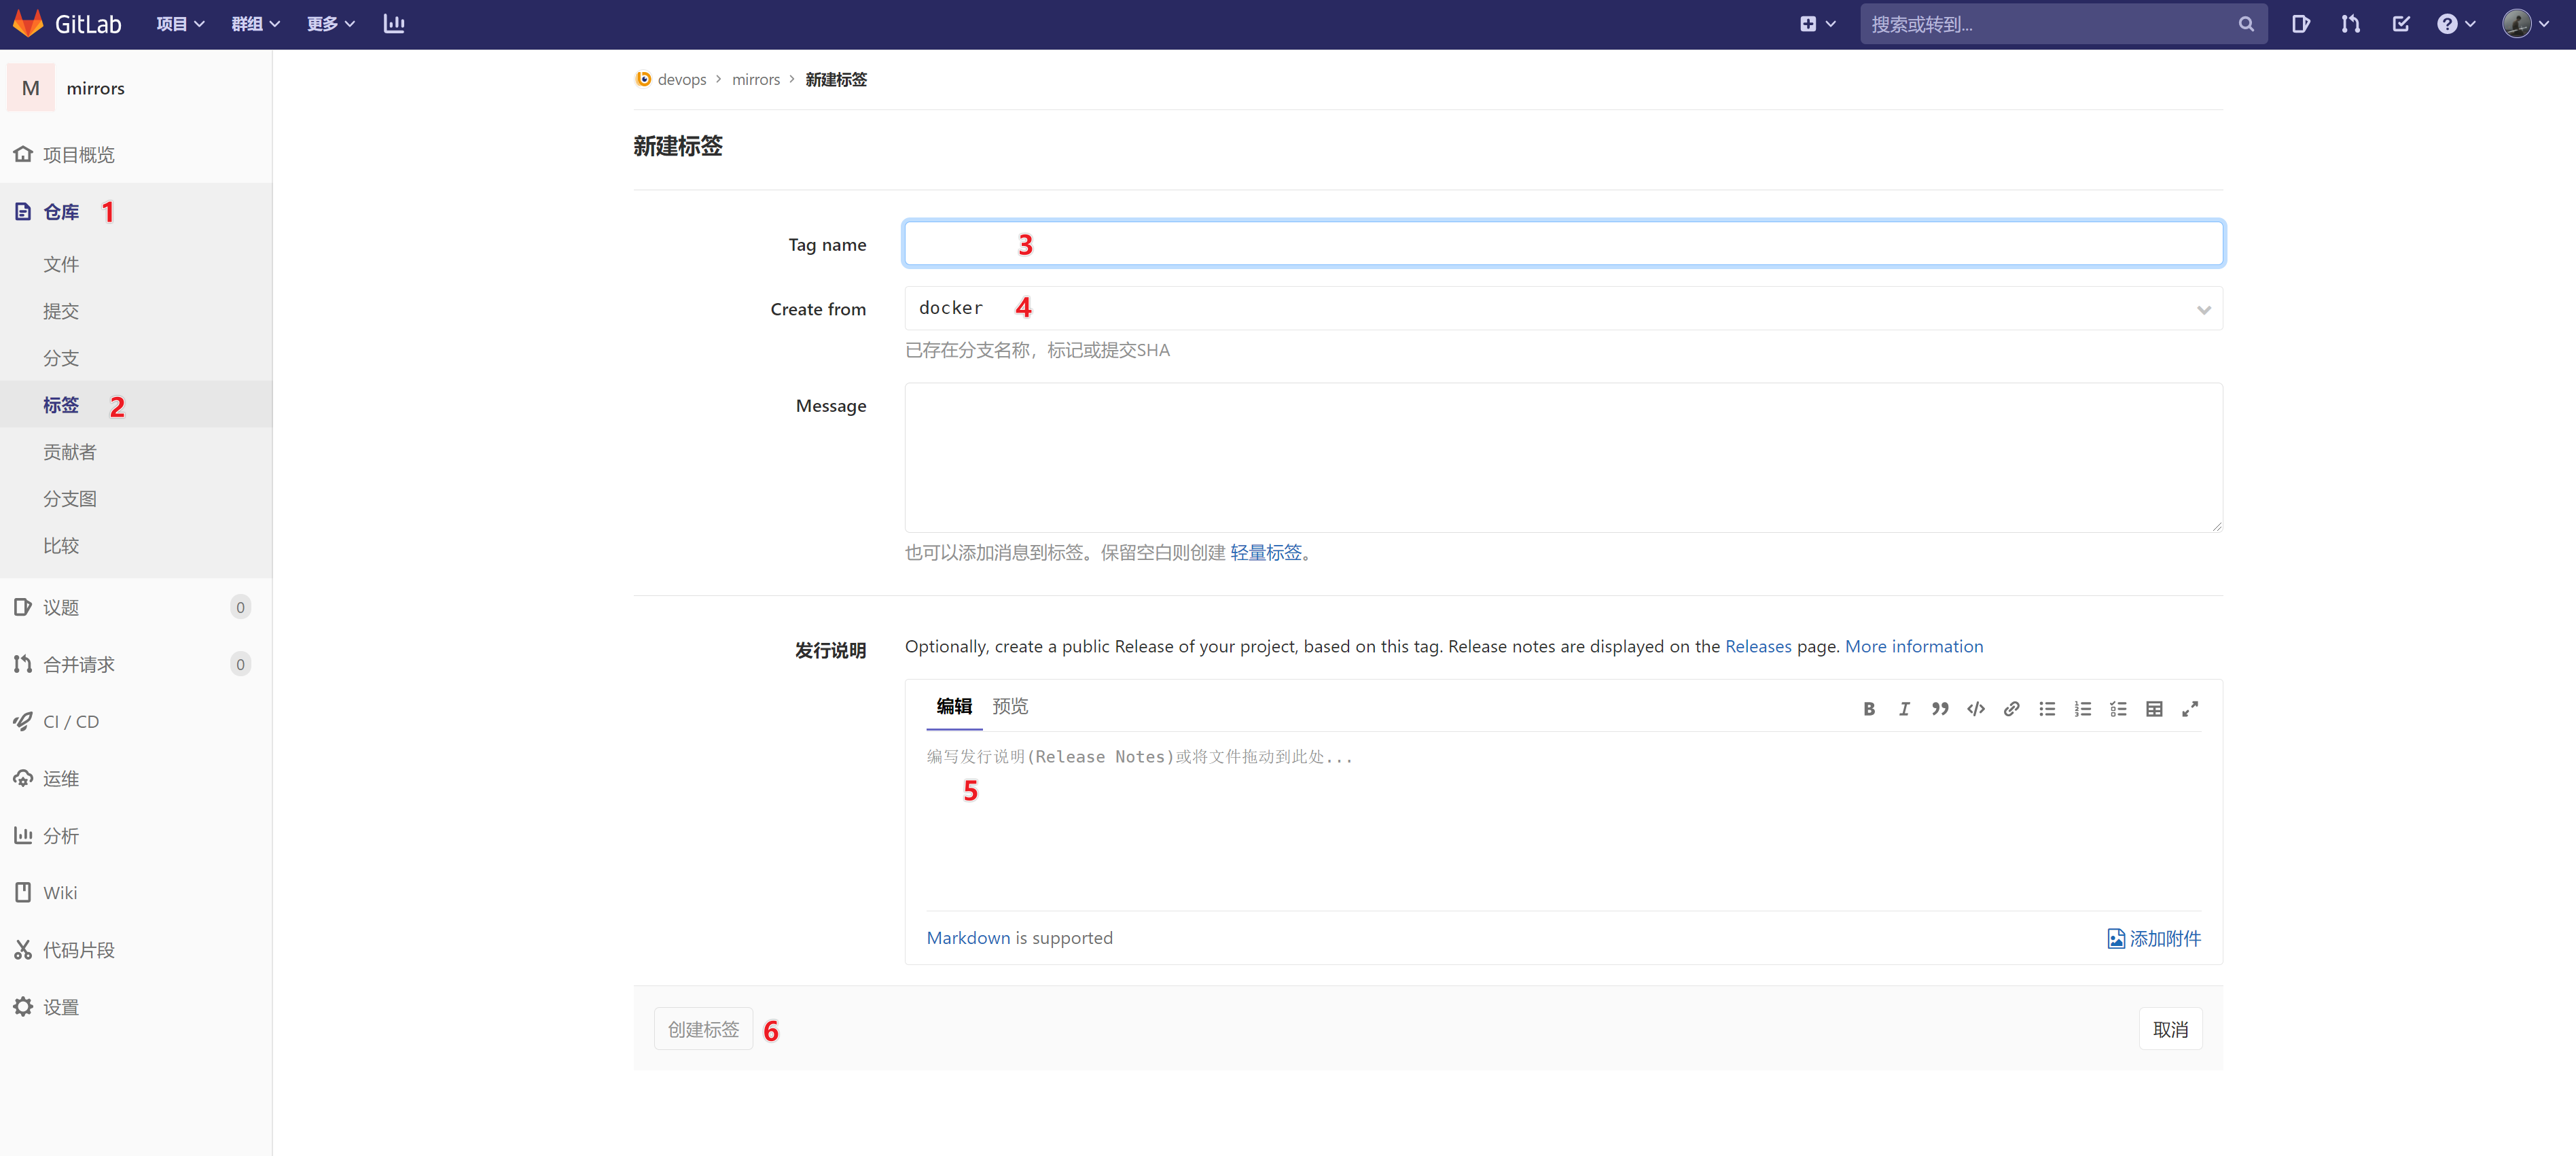 GitLab 项目 群组 更多 搜索或转到...
M mirrors
项目概览
仓库 1
文件
提交
分支
标签 2
贡献者
分支图
比较
议题 0
合并请求 0
CI / CD
运维
分析
Wiki
代码片段
设置
devops > mirrors > 新建标签
新建标签
Tag name 3
Create from docker 4
已存在分支名称，标记或提交SHA
Message
也可以添加消息到标签。保留空白则创建 轻量标签。
发行说明 Optionally, create a public Release of your project, based on this tag. Release notes are displayed on the Releases page. More information
编辑 预览
编写发行说明(Release Notes)或将文件拖动到此处...
5
Markdown is supported 添加附件
创建标签 6 取消